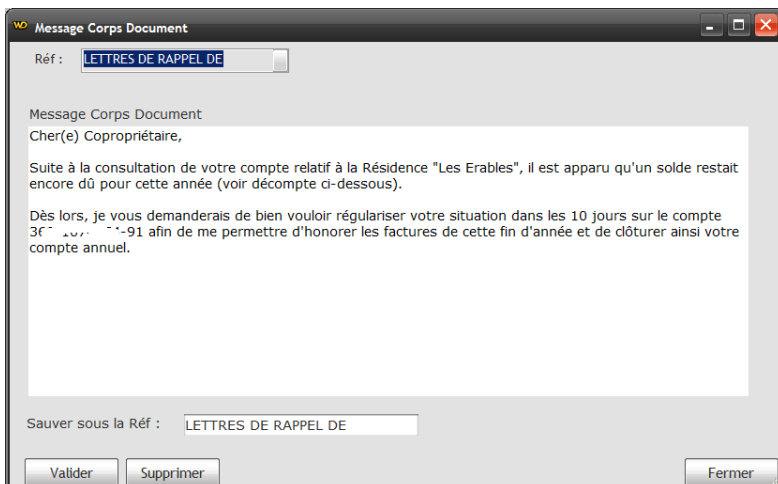 WD Message Corps Document
Réf : LETTRES DE RAPPEL DE
Message Corps Document
Cher(e) Copropriétaire,
Suite à la consultation de votre compte relatif à la Résidence "Les Erables", il est apparu qu'un solde restait
encore dû pour cette année (voir décompte ci-dessous).
Dès lors, je vous demanderais de bien vouloir régulariser votre situation dans les 10 jours sur le compte
-91 afin de me permettre d'honorer les factures de cette fin d'année et de clôturer ainsi votre
compte annuel.
Sauver sous la Réf : LETTRES DE RAPPEL DE
Valider Supprimer Fermer